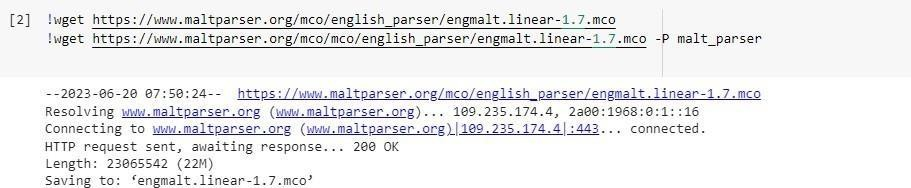 [2] !wget https://www.maltparser.org/mco/english_parser/engmalt.linear-1.7.mco
!wget https://www.maltparser.org/mco/mco/english_parser/engmalt.linear-1.7.mco -P malt_parser
--2023-06-20 07:50:24-- https://www.maltparser.org/mco/english_parser/engmalt.linear-1.7.mco
Resolving www.maltparser.org (www.maltparser.org)... 109.235.174.4, 2a00:1968:0:1::16
Connecting to www.maltparser.org (www.maltparser.org)|109.235.174.4|:443... connected.
HTTP request sent, awaiting response... 200 OK
Length: 23065542 (22M)
Saving to: ‘engmalt.linear-1.7.mco’